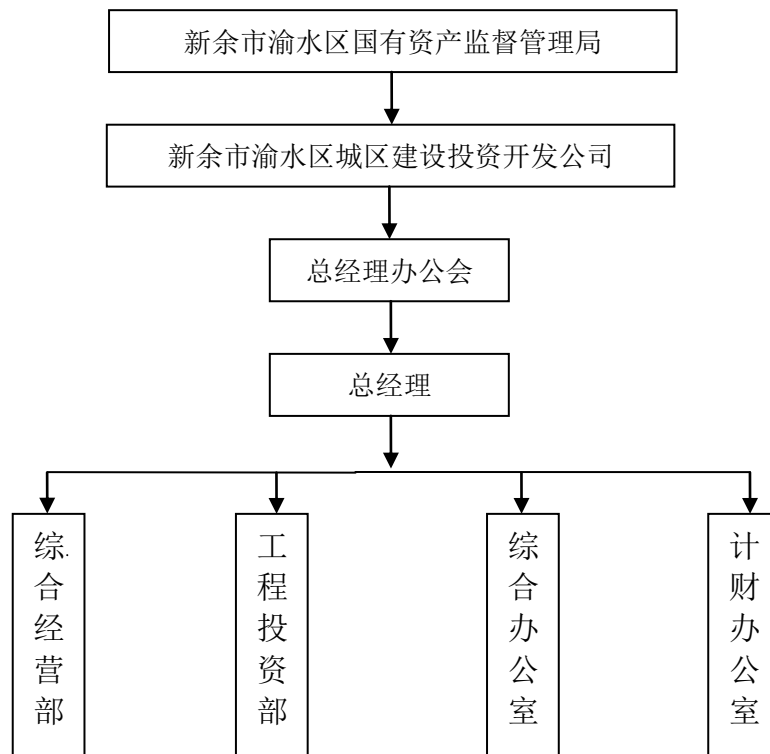 新余市渝水区国有资产监督管理局
新余市渝水区城区建设投资开发公司
总经理办公会
总经理
综.合经营部
工程投资部
综合办公室
计财办公室